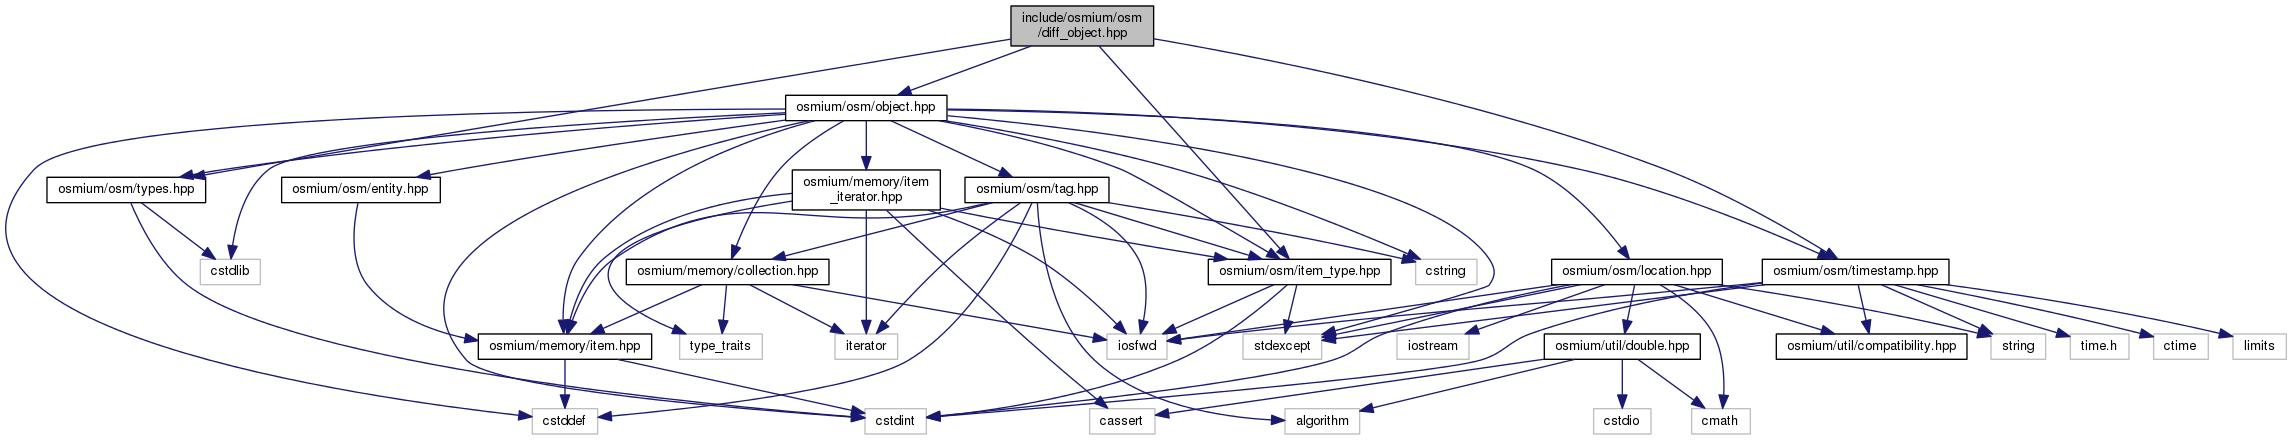 include/osmium/osm
/diff_object.hpp
osmium/osm/object.hpp
osmium/osm/types.hpp
osmium/osm/entity.hpp
osmium/memory/item
_iterator.hpp
osmium/osm/tag.hpp
cstdlib
osmium/memory/collection.hpp
osmium/osm/item_type.hpp
cstring
osmium/osm/location.hpp
osmium/osm/timestamp.hpp
osmium/memory/item.hpp
type_traits
iterator
iosfwd
stdexcept
iostream
osmium/util/double.hpp
osmium/util/compatibility.hpp
string
time.h
ctime
limits
cstddef
cstdint
cassert
algorithm
cstdio
cmath